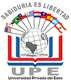 SABIDURIA ES LIBERTAD
UPE
Universidad Privada del Este